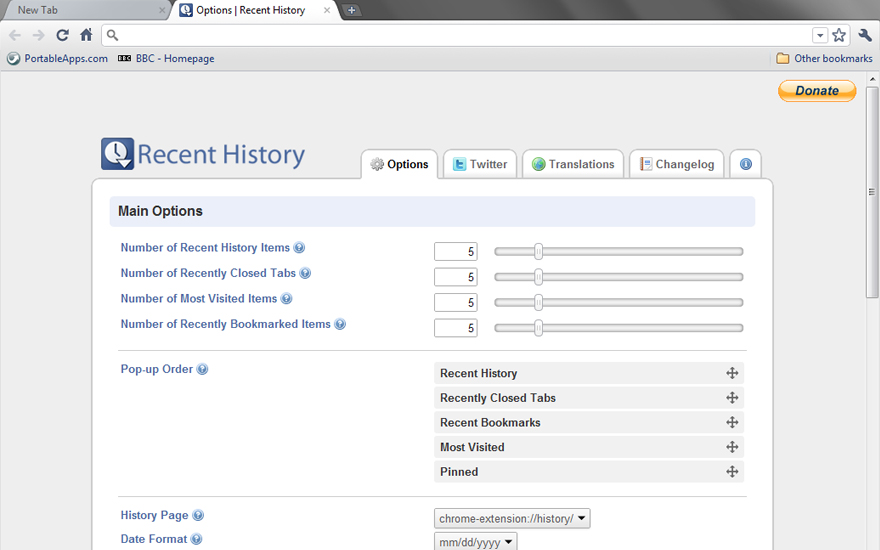 New Tab
Options | Recent History
PortableApps.com
BBC BBC - Homepage
Other bookmarks
Donate
Recent History
Options
Twitter
Translations
Changelog
Main Options
Number of Recent History Items ? 5
Number of Recently Closed Tabs ? 5
Number of Most Visited Items ? 5
Number of Recently Bookmarked Items ? 5
Pop-up Order ?
Recent History
Recently Closed Tabs
Recent Bookmarks
Most Visited
Pinned
History Page ? chrome-extension://history/
Date Format ? mm/dd/yyyy